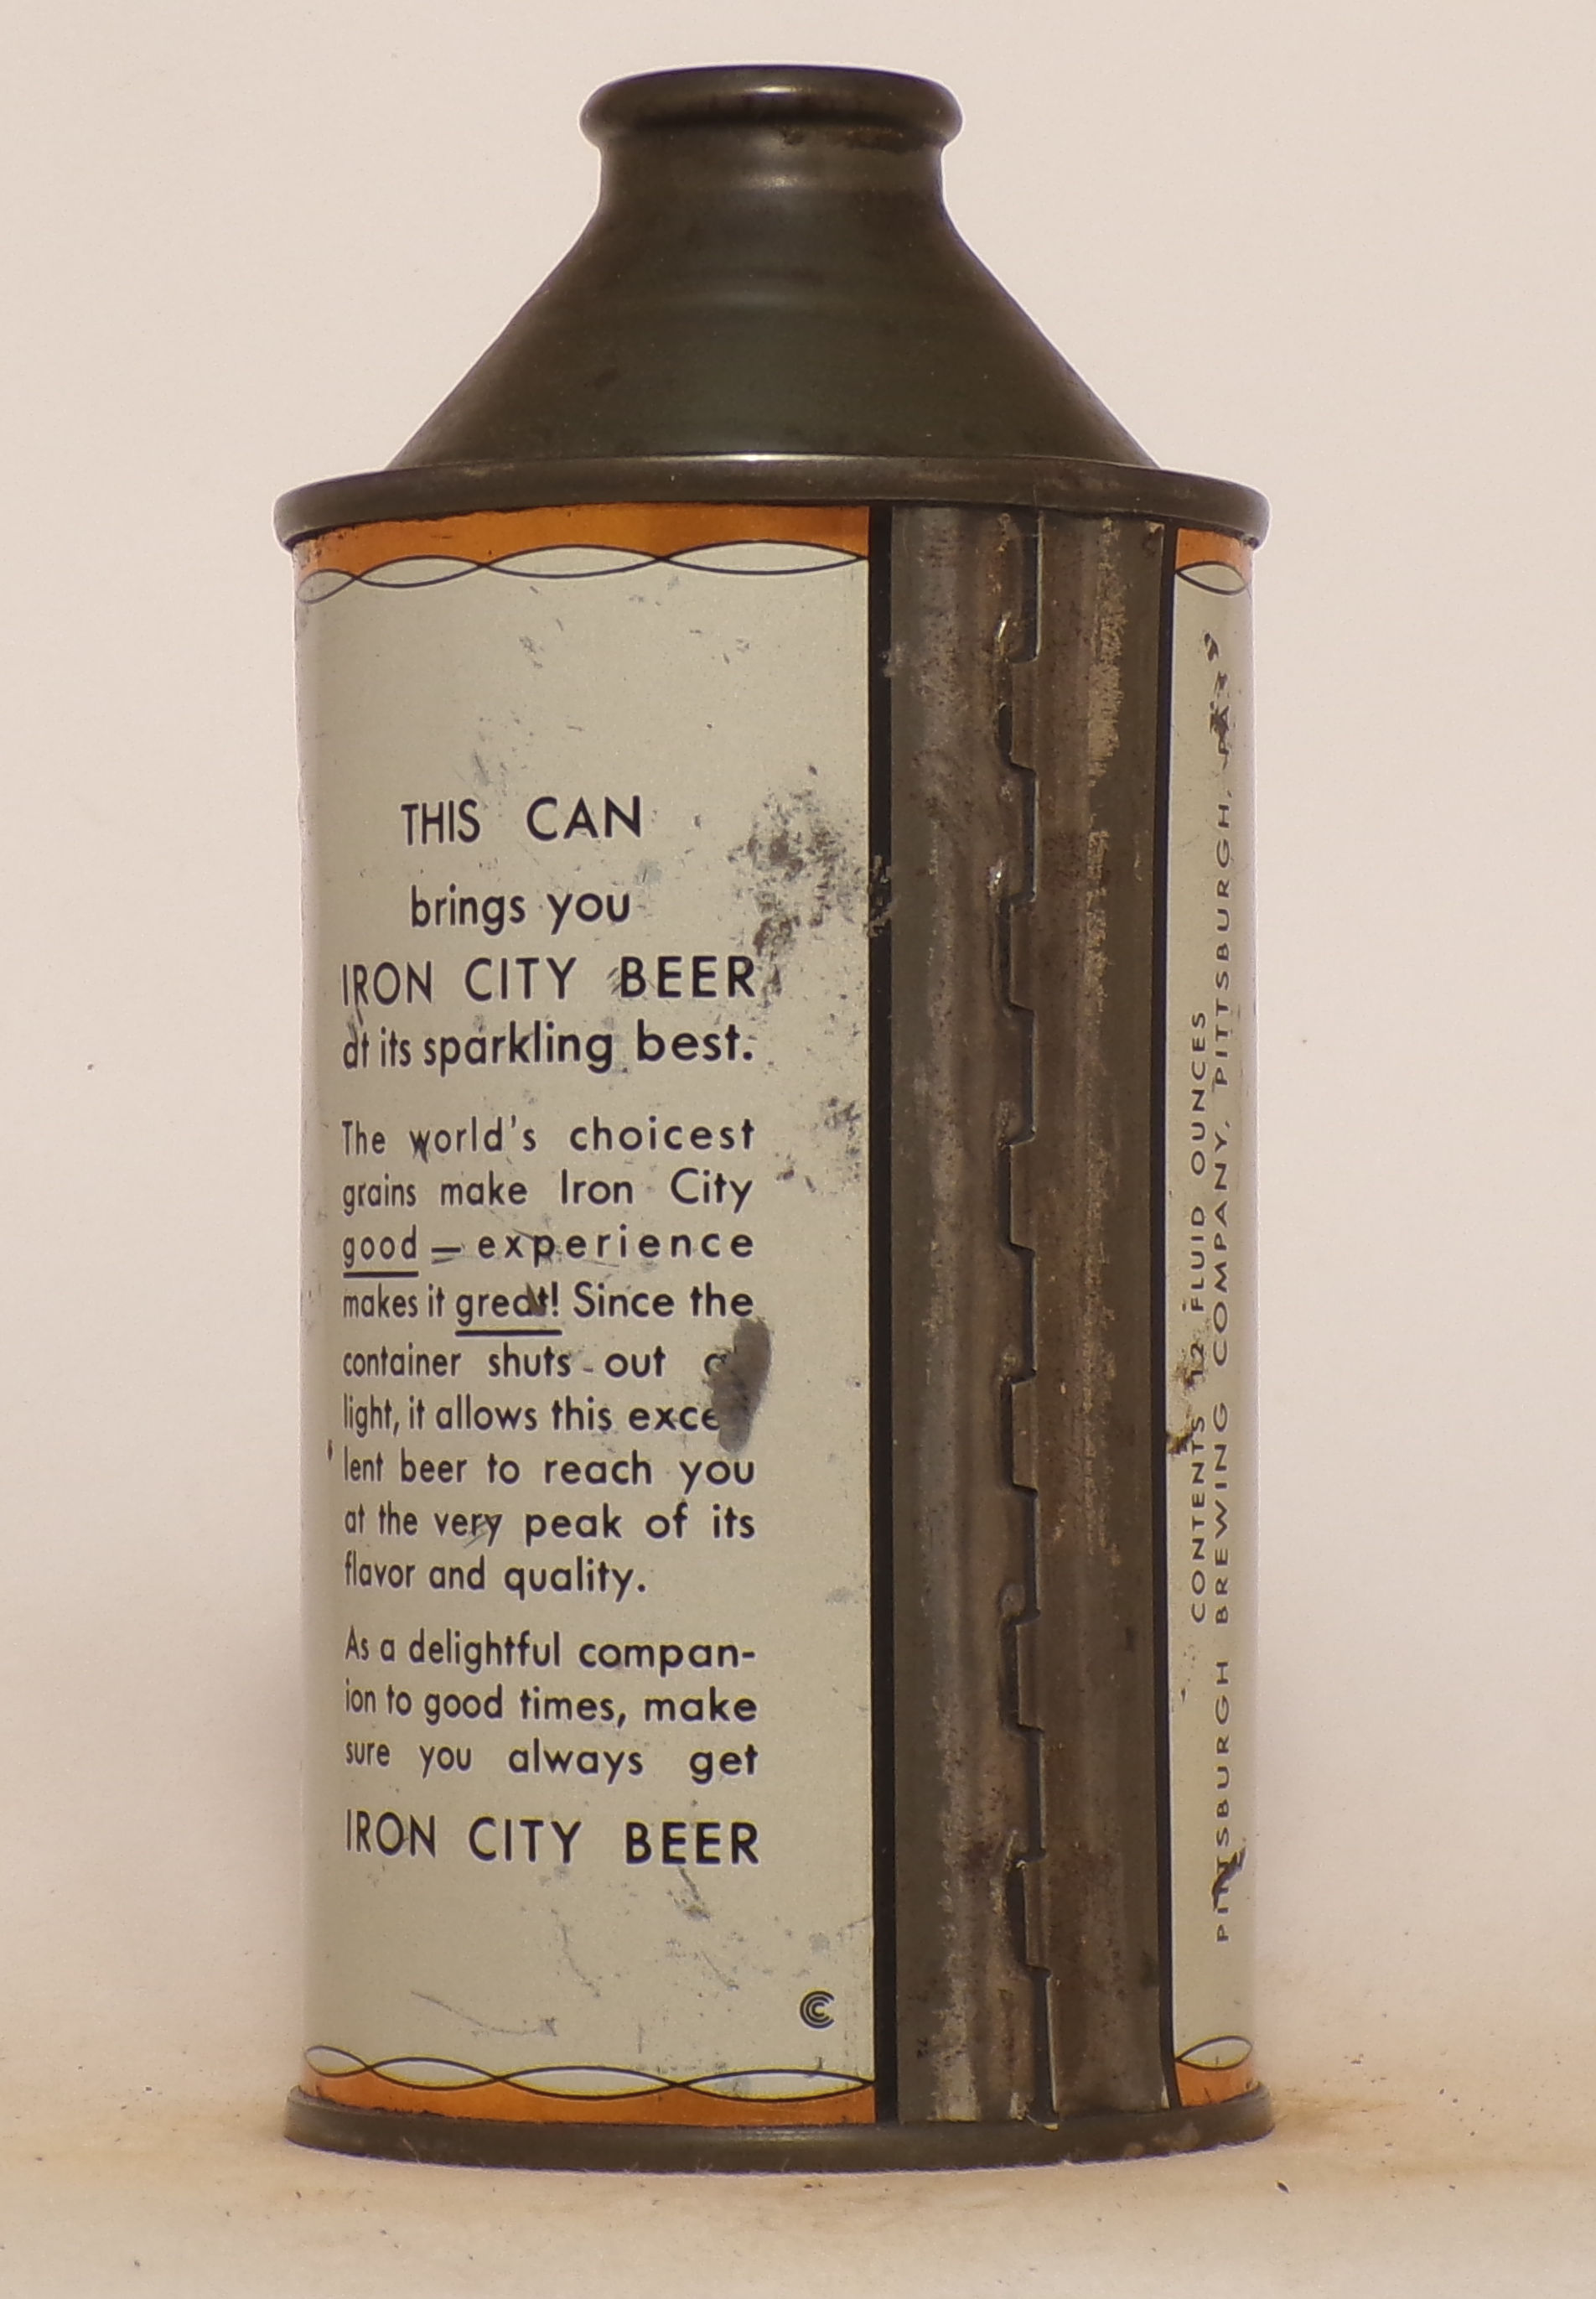 THIS CAN
brings you
IRON CITY BEER
at its sparkling best.
The world's choicest
grains make Iron City
good — experience
makes it great! Since the
container shuts out
light, it allows this excel-
lent beer to reach you
at the very peak of its
flavor and quality.
As a delightful compan-
ion to good times, make
sure you always get
IRON CITY BEER
CONTENTS 12 FLUID OUNCES
PITTSBURGH BREWING COMPANY, PITTSBURGH, PA.